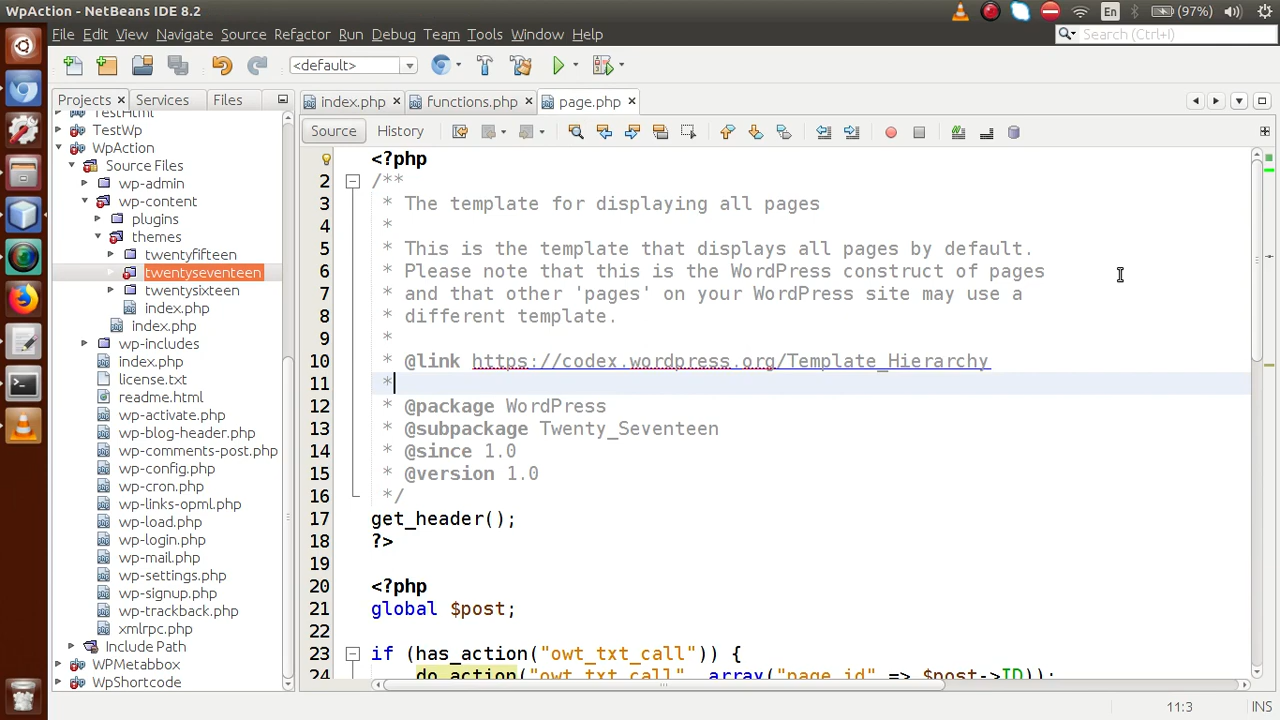 WpAction - NetBeans IDE 8.2
En
(97%)
File Edit View Navigate Source Refactor Run Debug Team Tools Window Help
Search (Ctrl+I)
<default>
Projects
Services
Files
index.php
functions.php
page.php
Source
History
TestHtml
TestWp
WpAction
Source Files
wp-admin
wp-content
plugins
themes
twentyfifteen
twentyseventeen
twentysixteen
index.php
index.php
wp-includes
index.php
license.txt
readme.html
wp-activate.php
wp-blog-header.php
wp-comments-post.php
wp-config.php
wp-cron.php
wp-links-opml.php
wp-load.php
wp-login.php
wp-mail.php
wp-settings.php
wp-signup.php
wp-trackback.php
xmlrpc.php
Include Path
WPMetabbox
WpShortcode
<?php
2 /**
3 * The template for displaying all pages
4 *
5 * This is the template that displays all pages by default.
6 * Please note that this is the WordPress construct of pages
7 * and that other 'pages' on your WordPress site may use a
8 * different template.
9 *
10 * @link https://codex.wordpress.org/Template_Hierarchy
11 *
12 * @package WordPress
13 * @subpackage Twenty_Seventeen
14 * @since 1.0
15 * @version 1.0
16 */
17 get_header();
18 ?>
19
20 <?php
21 global $post;
22
23 if (has_action("owt_txt_call")) {
24 do_action("owt_txt_call", array("page_id" => $post->ID));
11:3
INS